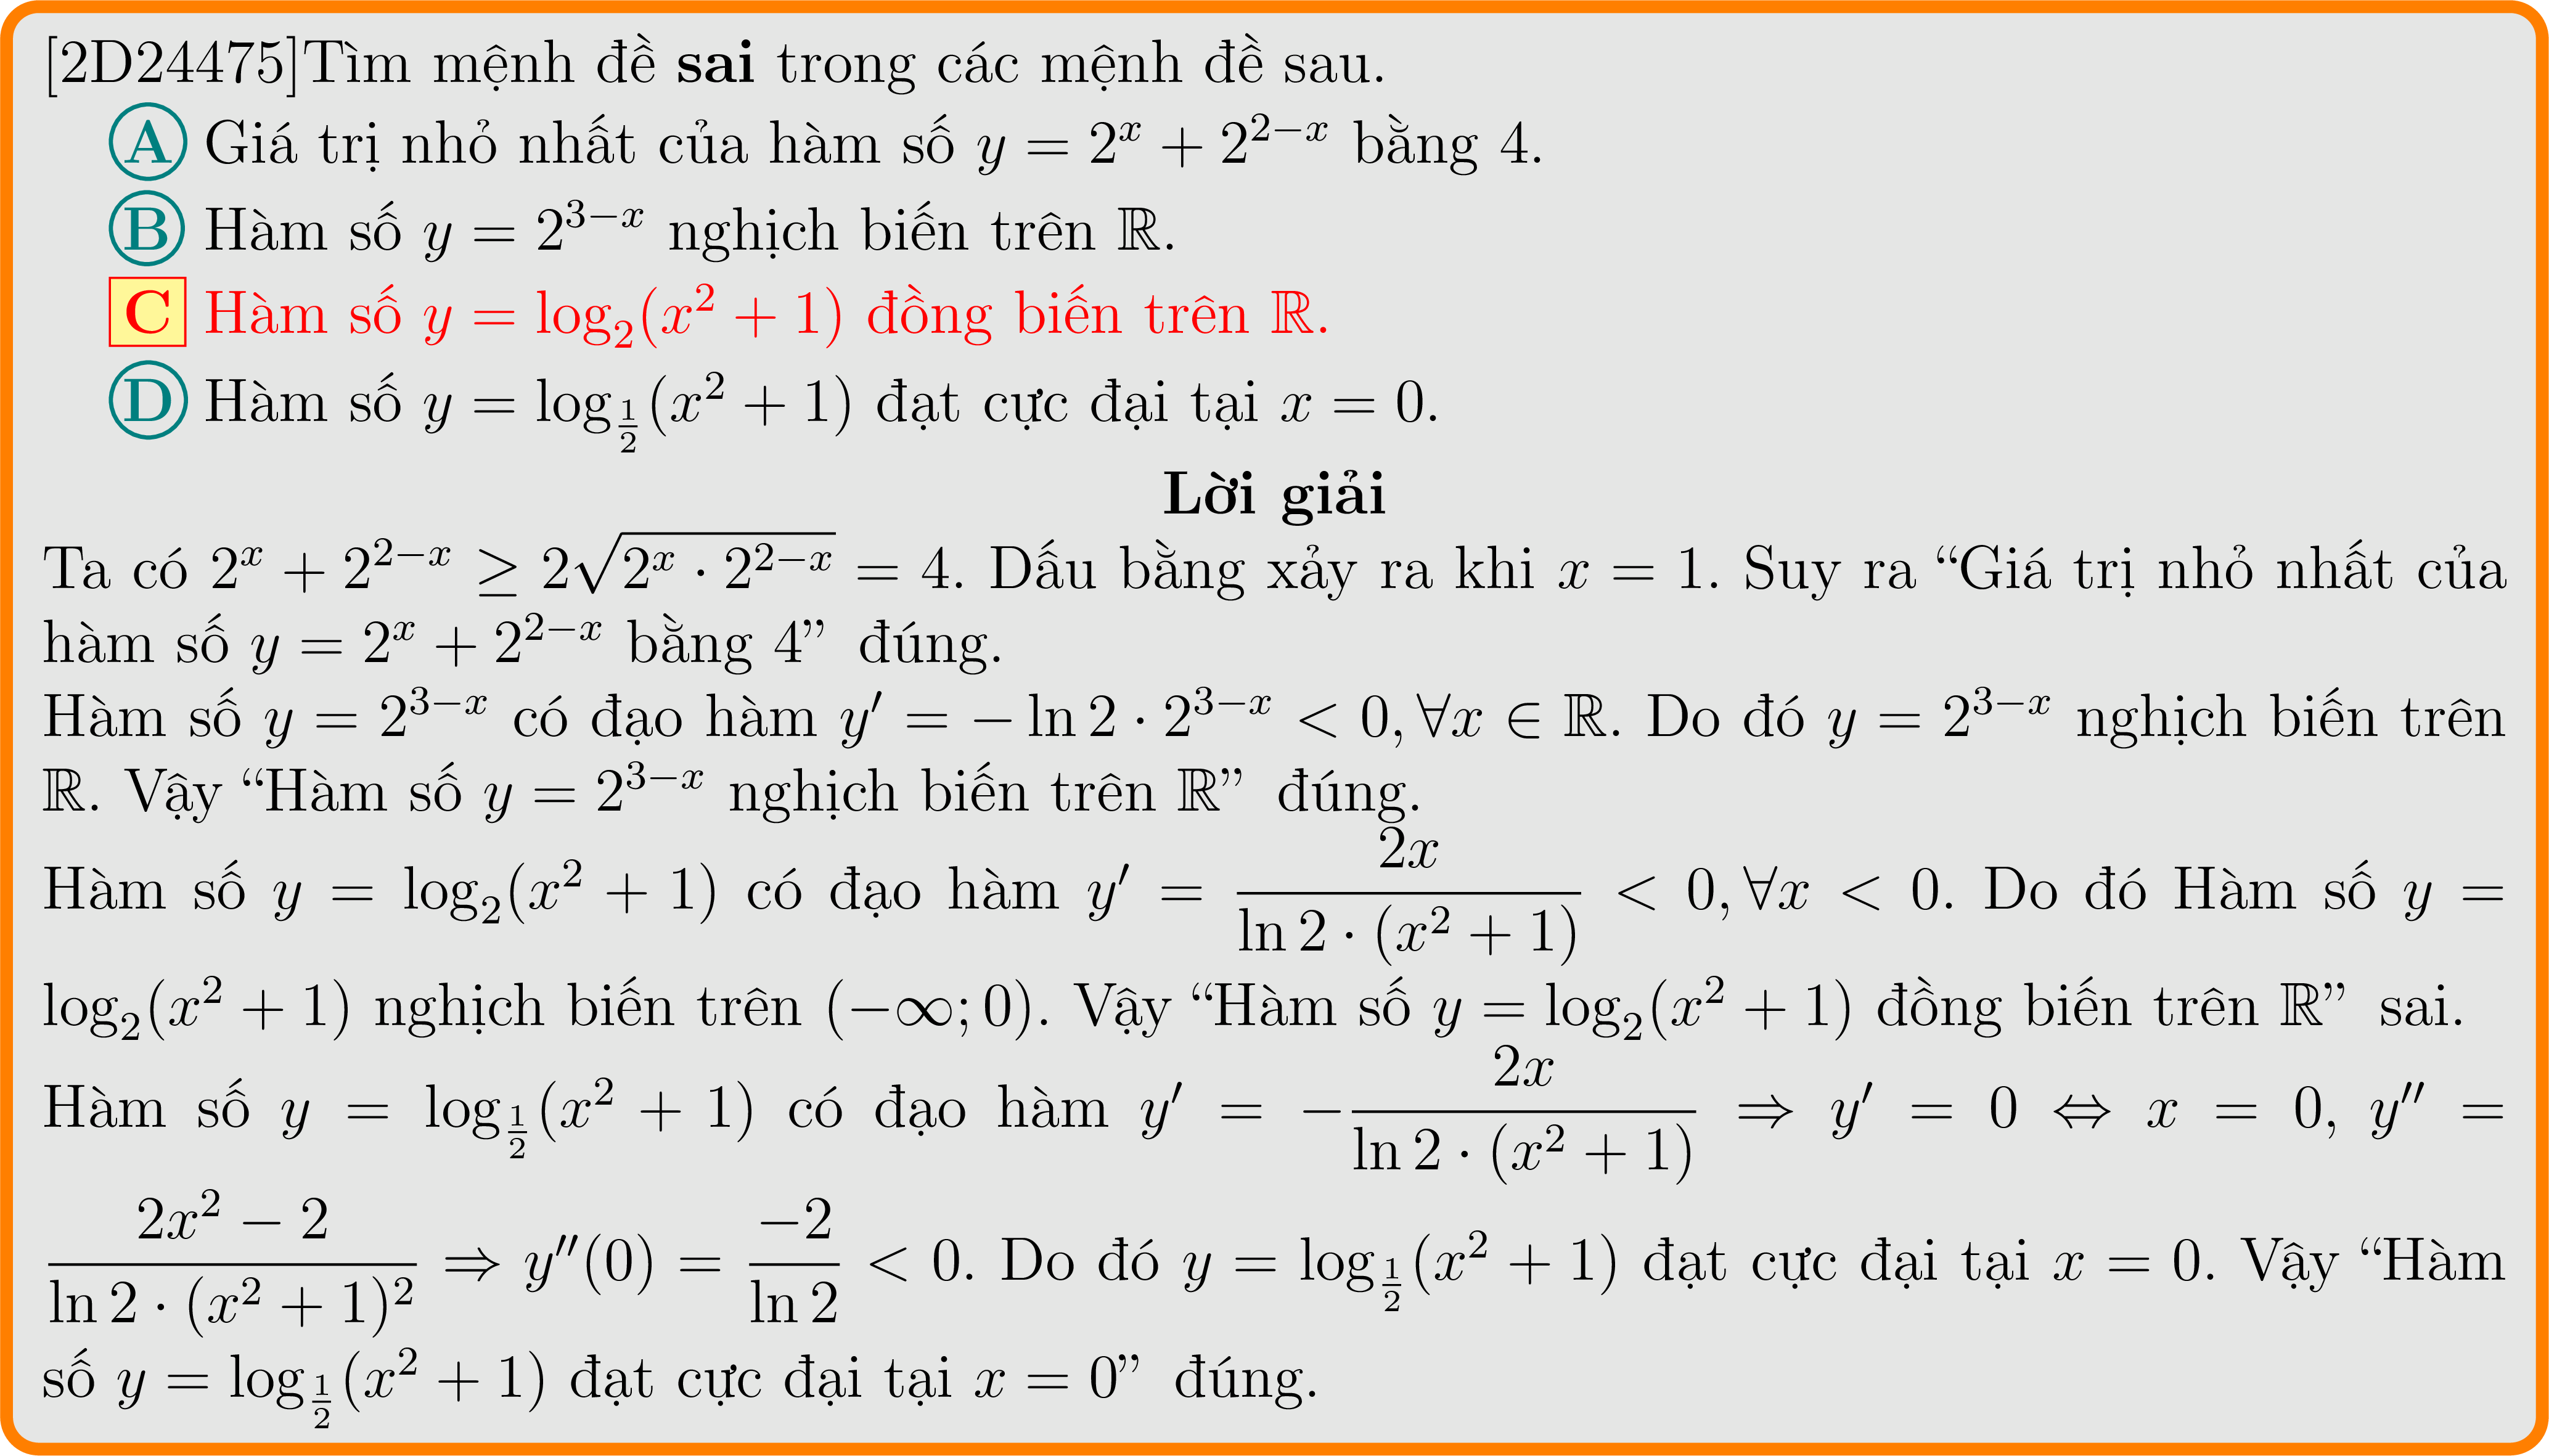 [2D24475]Tìm mệnh đề sai trong các mệnh đề sau.
A Giá trị nhỏ nhất của hàm số $y = 2^x + 2^{2-x}$ bằng 4.
B Hàm số $y = 2^{3-x}$ nghịch biến trên $\mathbb{R}$.
C Hàm số $y = \log_2(x^2 + 1)$ đồng biến trên $\mathbb{R}$.
D Hàm số $y = \log_{\frac{1}{2}}(x^2 + 1)$ đạt cực đại tại $x = 0$.
Lời giải
Ta có $2^x + 2^{2-x} \geq 2\sqrt{2^x \cdot 2^{2-x}} = 4$. Dấu bằng xảy ra khi $x = 1$. Suy ra “Giá trị nhỏ nhất của
hàm số $y = 2^x + 2^{2-x}$ bằng 4” đúng.
Hàm số $y = 2^{3-x}$ có đạo hàm $y' = -\ln 2 \cdot 2^{3-x} < 0, \forall x \in \mathbb{R}$. Do đó $y = 2^{3-x}$ nghịch biến trên
$\mathbb{R}$. Vậy “Hàm số $y = 2^{3-x}$ nghịch biến trên $\mathbb{R}$” đúng.
Hàm số $y = \log_2(x^2 + 1)$ có đạo hàm $y' = \dfrac{2x}{\ln 2 \cdot (x^2 + 1)} < 0, \forall x < 0$. Do đó Hàm số $y =$
$\log_2(x^2 + 1)$ nghịch biến trên $(-\infty; 0)$. Vậy “Hàm số $y = \log_2(x^2 + 1)$ đồng biến trên $\mathbb{R}$” sai.
Hàm số $y = \log_{\frac{1}{2}}(x^2 + 1)$ có đạo hàm $y' = -\dfrac{2x}{\ln 2 \cdot (x^2 + 1)} \Rightarrow y' = 0 \Leftrightarrow x = 0$, $y'' =$
$\dfrac{2x^2 - 2}{\ln 2 \cdot (x^2 + 1)^2} \Rightarrow y''(0) = \dfrac{-2}{\ln 2} < 0$. Do đó $y = \log_{\frac{1}{2}}(x^2 + 1)$ đạt cực đại tại $x = 0$. Vậy “Hàm
số $y = \log_{\frac{1}{2}}(x^2 + 1)$ đạt cực đại tại $x = 0$” đúng.